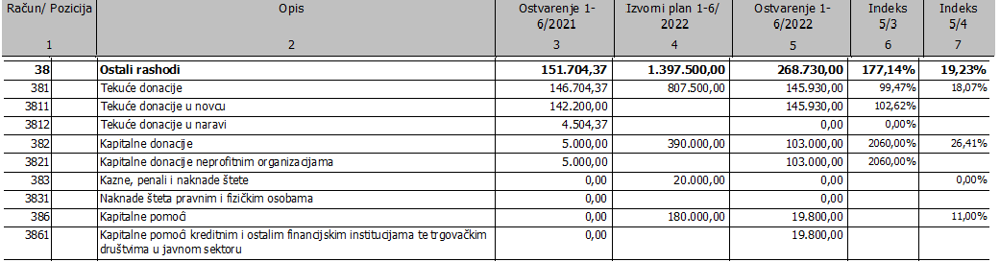 Račun/ Pozicija Opis Ostvarenje 1-6/2021 Izvorni plan 1-6/2022 Ostvarenje 1-6/2022 Indeks 5/3 Indeks 5/4
1 2 3 4 5 6 7
38 Ostali rashodi 151.704,37 1.397.500,00 268.730,00 177,14% 19,23%
381 Tekuće donacije 146.704,37 807.500,00 145.930,00 99,47% 18,07%
3811 Tekuće donacije u novcu 142.200,00 145.930,00 102,62%
3812 Tekuće donacije u naravi 4.504,37 0,00 0,00%
382 Kapitalne donacije 5.000,00 390.000,00 103.000,00 2060,00% 26,41%
3821 Kapitalne donacije neprofitnim organizacijama 5.000,00 103.000,00 2060,00%
383 Kazne, penali i naknade štete 0,00 20.000,00 0,00 0,00%
3831 Naknade šteta pravnim i fizičkim osobama 0,00 0,00
386 Kapitalne pomoći 0,00 180.000,00 19.800,00 11,00%
3861 Kapitalne pomoći kreditnim i ostalim financijskim institucijama te trgovačkim 0,00 19.800,00
društvima u javnom sektoru